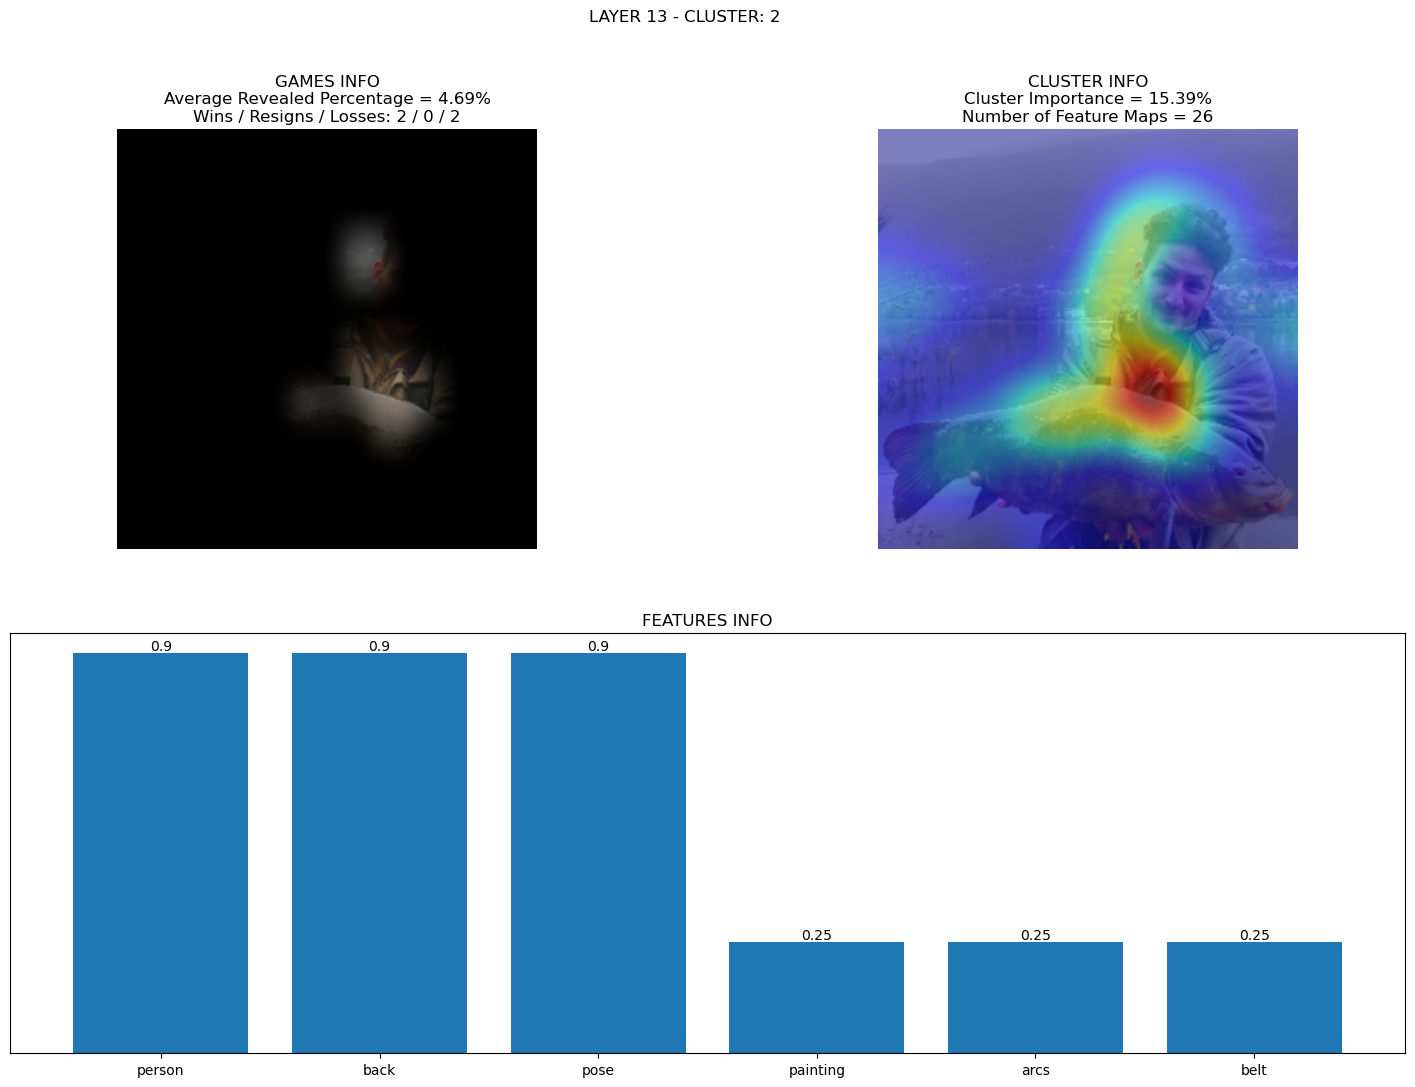 LAYER 13 - CLUSTER: 2
GAMES INFO
Average Revealed Percentage = 4.69%
Wins / Resigns / Losses: 2 / 0 / 2
CLUSTER INFO
Cluster Importance = 15.39%
Number of Feature Maps = 26
FEATURES INFO
0.9 0.9 0.9 0.25 0.25 0.25
person back pose painting arcs belt